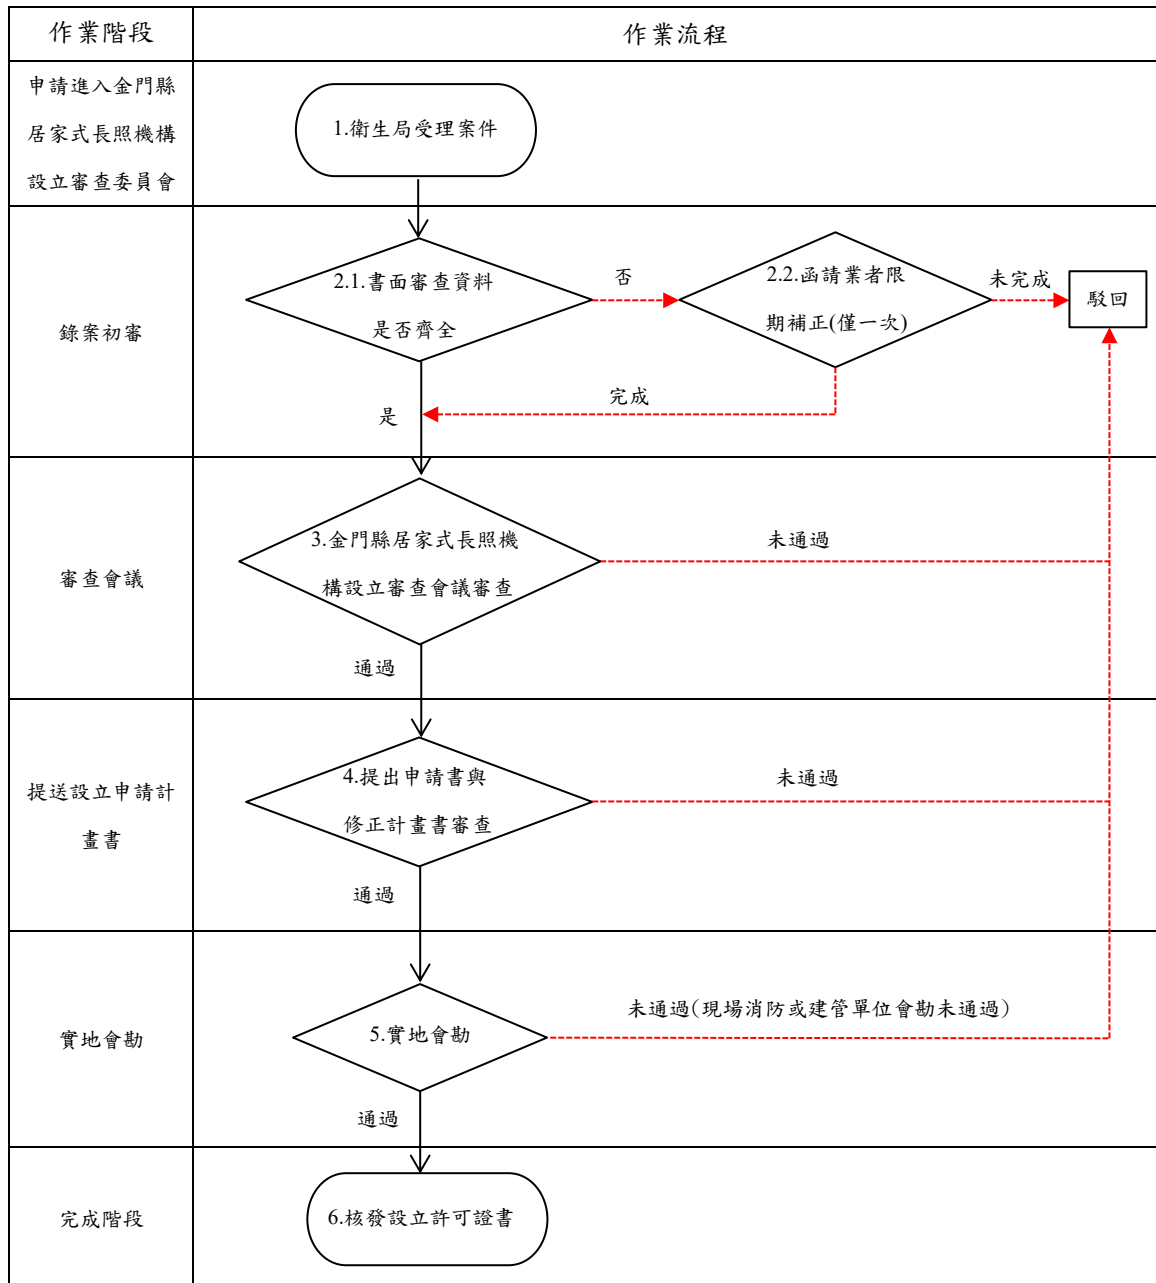 作業階段
作業流程
申請進入金門縣
居家式長照機構
設立審查委員會
1.衛生局受理案件
錄案初審
2.1.書面審查資料
是否齊全
否
2.2.函請業者限
期補正(僅一次)
未完成
駁回
完成
是
審查會議
3.金門縣居家式長照機
構設立審查會議審查
未通過
通過
提送設立申請計
畫書
4.提出申請書與
修正計畫書審查
未通過
通過
實地會勘
5.實地會勘
未通過(現場消防或建管單位會勘未通過)
通過
完成階段
6.核發設立許可證書